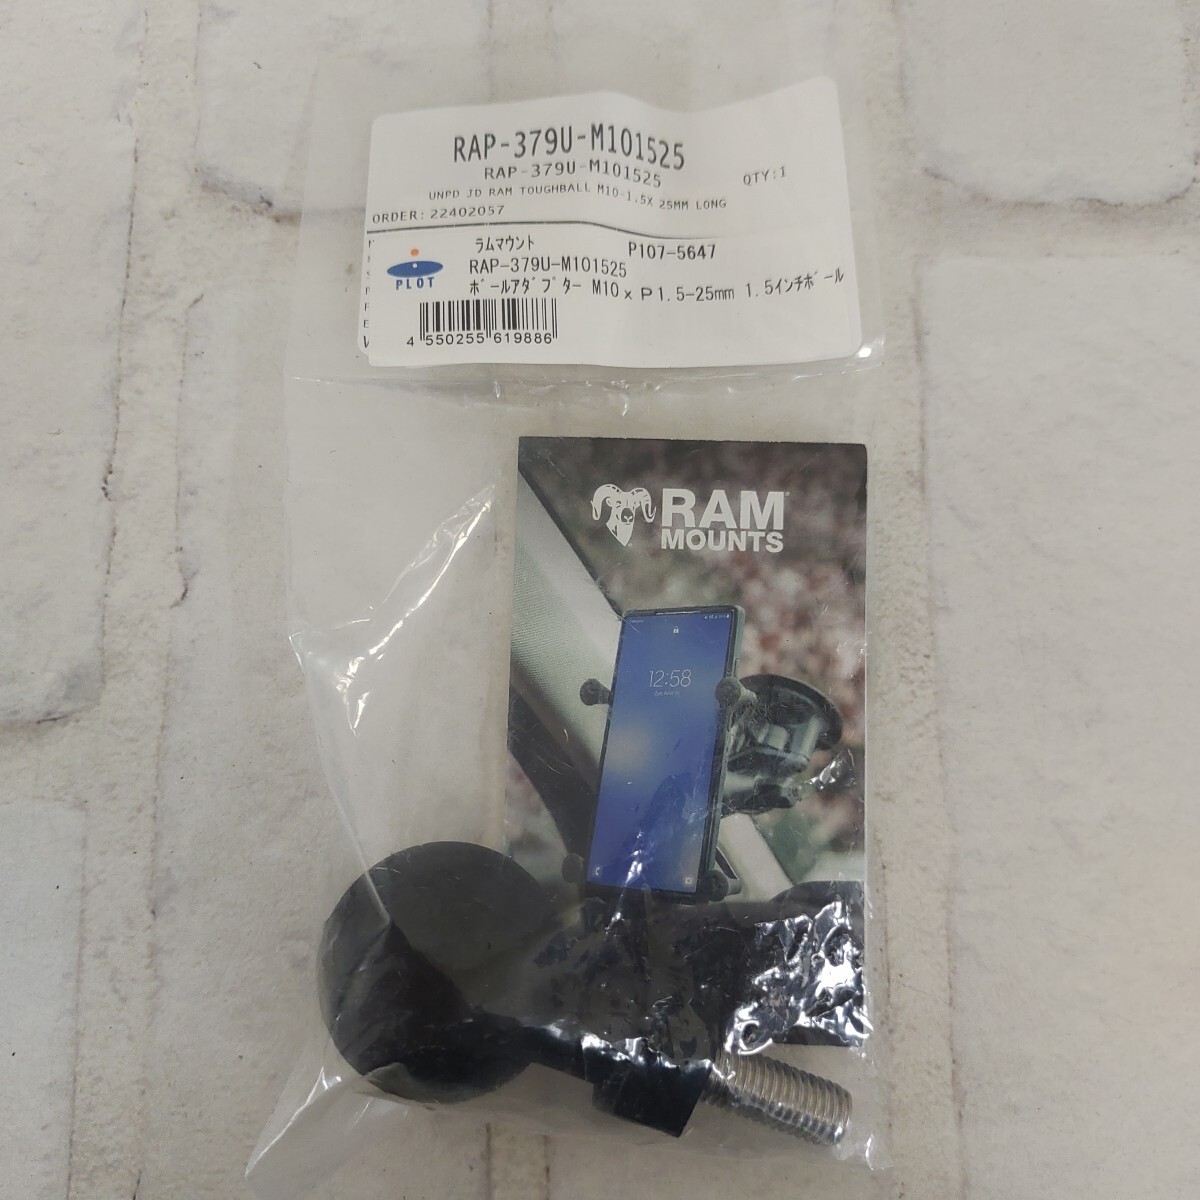 RAP-379U-M101525
RAP-379U-M101525
QTY:1
UNPD JD RAM TOUGHBALL M10-1.5X 25MM LONG
ORDER: 22402057
ラムマウント P107-5647
PLOT
RAP-379U-M101525
ボールアダプター M10×P1.5-25mm 1.5インチボール
4 550255 619886
RAM
MOUNTS
12:58